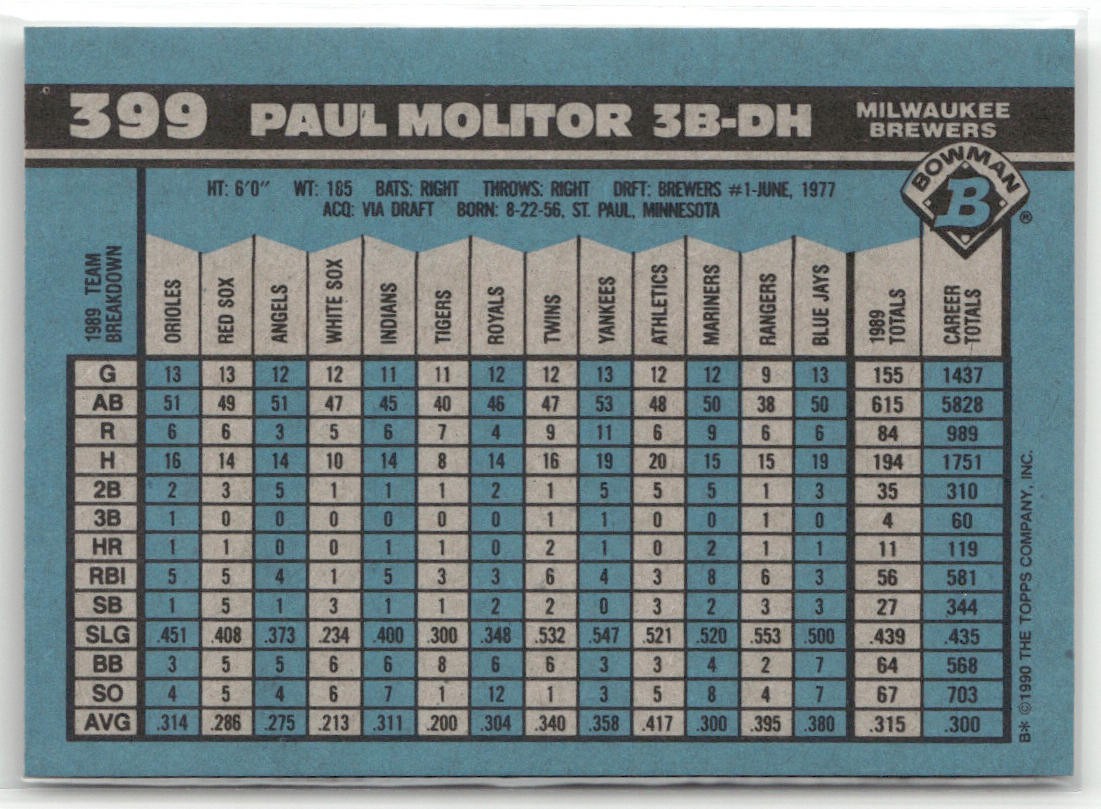 399 PAUL MOLITOR 3B-DH MILWAUKEE BREWERS
BOWMAN B ®
HT: 6'0" WT: 185 BATS: RIGHT THROWS: RIGHT DRFT: BREWERS #1-JUNE, 1977
ACQ: VIA DRAFT BORN: 8-22-56, ST. PAUL, MINNESOTA
1989 TEAM BREAKDOWN ORIOLES RED SOX ANGELS WHITE SOX INDIANS TIGERS ROYALS TWINS YANKEES ATHLETICS MARINERS RANGERS BLUE JAYS 1989 TOTALS CAREER TOTALS
G 13 13 12 12 11 11 12 12 13 12 12 9 13 155 1437
AB 51 49 51 47 45 40 46 47 53 48 50 38 50 615 5828
R 6 6 3 5 6 7 4 9 11 6 9 6 6 84 989
H 16 14 14 10 14 8 14 16 19 20 15 15 19 194 1751
2B 2 3 5 1 1 1 2 1 5 5 5 1 3 35 310
3B 1 0 0 0 0 0 0 1 1 0 0 1 0 4 60
HR 1 1 0 0 1 1 0 2 1 0 2 1 1 11 119
RBI 5 5 4 1 5 3 3 6 4 3 8 6 3 56 581
SB 1 5 1 3 1 1 2 2 0 3 2 3 3 27 344
SLG .451 .408 .373 .234 .400 .300 .348 .532 .547 .521 .520 .553 .500 .439 .435
BB 3 5 5 6 6 8 6 6 3 3 4 2 7 64 568
SO 4 5 4 6 7 1 12 1 3 5 8 4 7 67 703
AVG .314 .286 .275 .213 .311 .200 .304 .340 .358 .417 .300 .395 .380 .315 .300
B* ©1990 THE TOPPS COMPANY, INC.